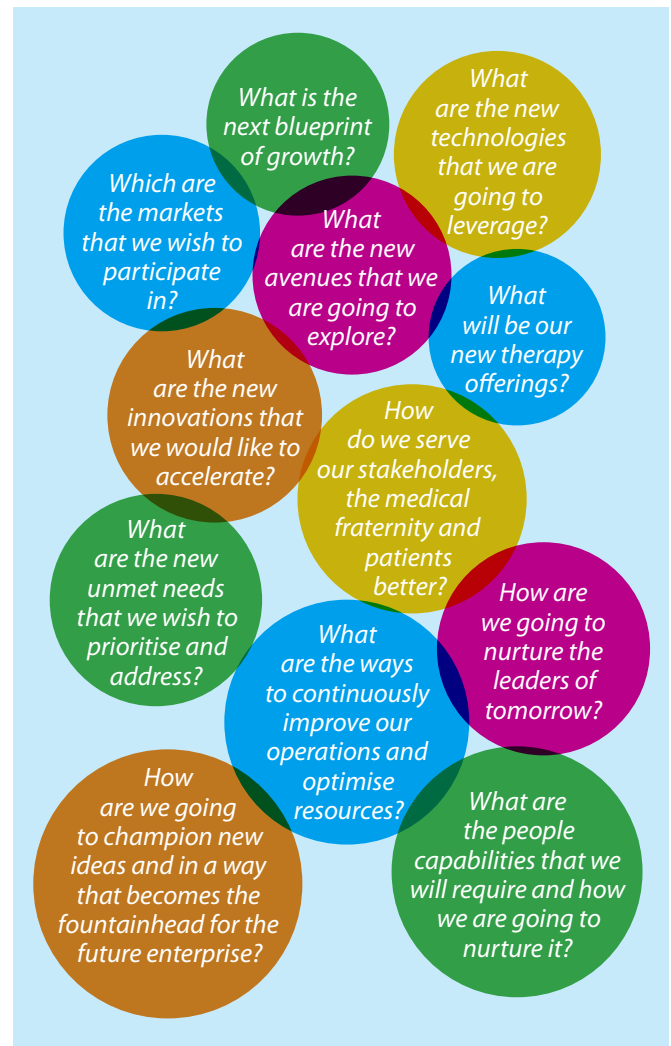 What is the
next blueprint
of growth?
What
are the new
technologies
that we are
going to
leverage?
Which are
the markets
that we wish to
participate
in?
What
are the new
avenues that we
are going to
explore?
What
will be our
new therapy
offerings?
What
are the new
innovations that
we would like to
accelerate?
How
do we serve
our stakeholders,
the medical
fraternity and
patients
better?
What
are the new
unmet needs
that we wish to
prioritise and
address?
How are
we going to
nurture the
leaders of
tomorrow?
What
are the ways
to continuously
improve our
operations and
optimise
resources?
How
are we going
to champion new
ideas and in a way
that becomes the
fountainhead for the
future enterprise?
What are
the people
capabilities that we
will require and how
we are going to
nurture it?